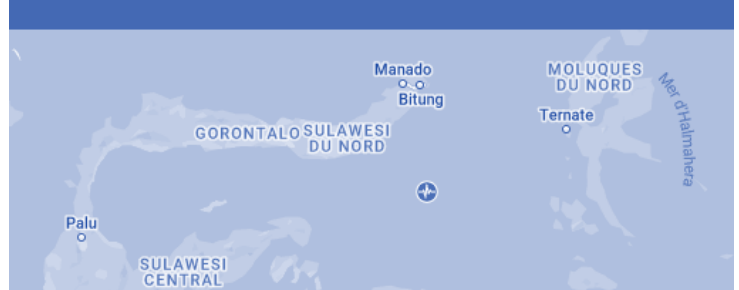 Manado
Bitung
MOLUQUES
DU NORD
Mer d'Halmahera
Ternate
GORONTALO
SULAWESI
DU NORD
Palu
SULAWESI
CENTRAL